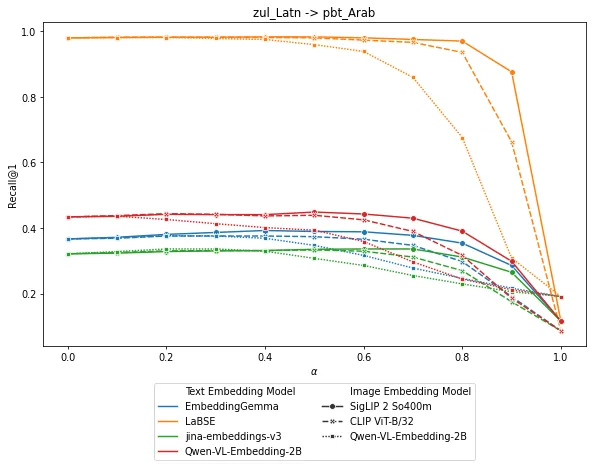 zul_Latn -> pbt_Arab
Recall@1
1.0
0.8
0.6
0.4
0.2
0.0 0.2 0.4 0.6 0.8 1.0
α
Text Embedding Model
EmbeddingGemma
LaBSE
jina-embeddings-v3
Qwen-VL-Embedding-2B
Image Embedding Model
SigLIP 2 So400m
CLIP ViT-B/32
Qwen-VL-Embedding-2B